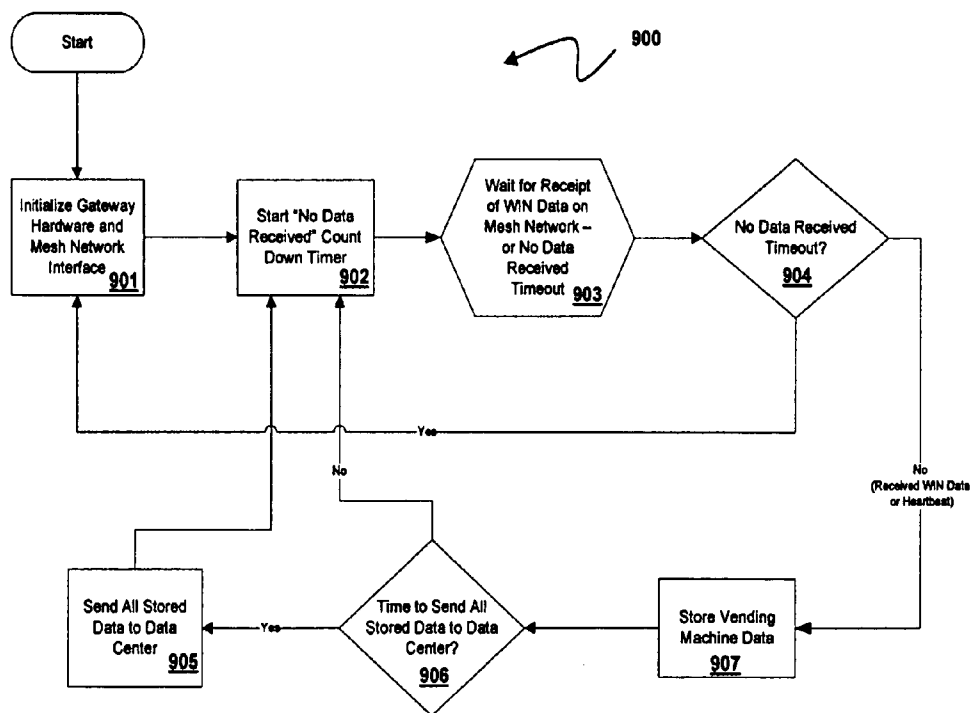 Start
900
Initialize Gateway
Hardware and
Mesh Network
Interface
901
Start "No Data
Received" Count
Down Timer
902
Wait for Receipt
of WIN Data on
Mesh Network –
or No Data
Received
Timeout
903
No Data Received
Timeout?
904
Yes
No
No
(Received WIN Data
or Heartbeat)
Send All Stored
Data to Data
Center
905
Yes
Time to Send All
Stored Data to Data
Center?
906
Store Vending
Machine Data
907